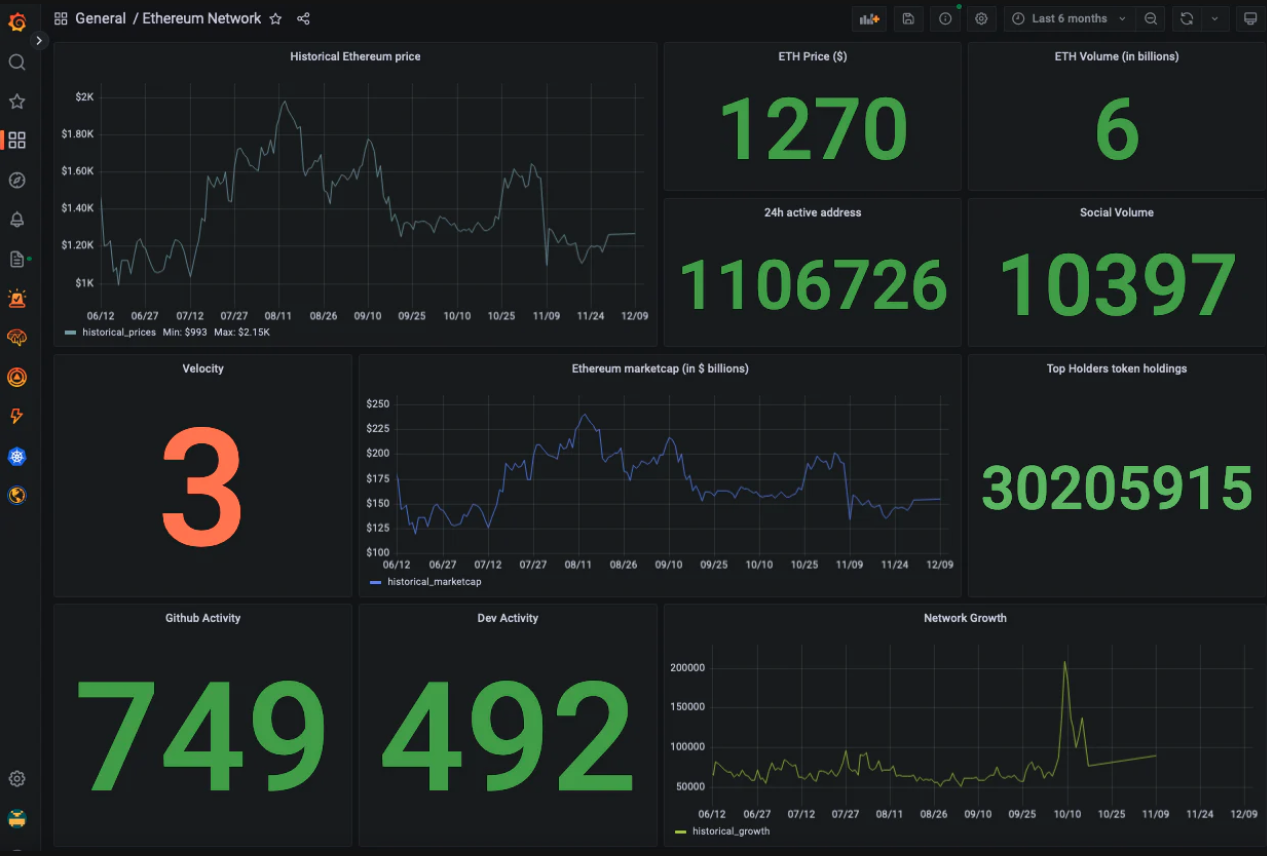 General / Ethereum Network
Last 6 months
Historical Ethereum price
$2K
$1.80K
$1.60K
$1.40K
$1.20K
$1K
06/12 06/27 07/12 07/27 08/11 08/26 09/10 09/25 10/10 10/25 11/09 11/24 12/09
historical_prices Min: $993 Max: $2.15K
ETH Price ($)
1270
ETH Volume (in billions)
6
24h active address
1106726
Social Volume
10397
Velocity
3
Ethereum marketcap (in $ billions)
$250
$225
$200
$175
$150
$125
$100
06/12 06/27 07/12 07/27 08/11 08/26 09/10 09/25 10/10 10/25 11/09 11/24 12/09
historical_marketcap
Top Holders token holdings
30205915
Github Activity
749
Dev Activity
492
Network Growth
200000
150000
100000
50000
06/12 06/27 07/12 07/27 08/11 08/26 09/10 09/25 10/10 10/25 11/09 11/24 12/09
historical_growth